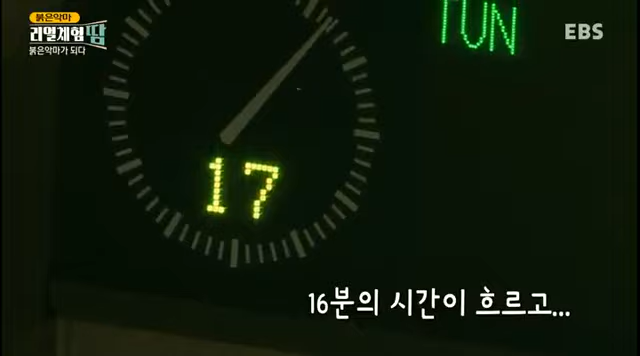 붉은악마
리얼체험 땀
붉은악마가 되다
EBS
17
16분의 시간이 흐르고...